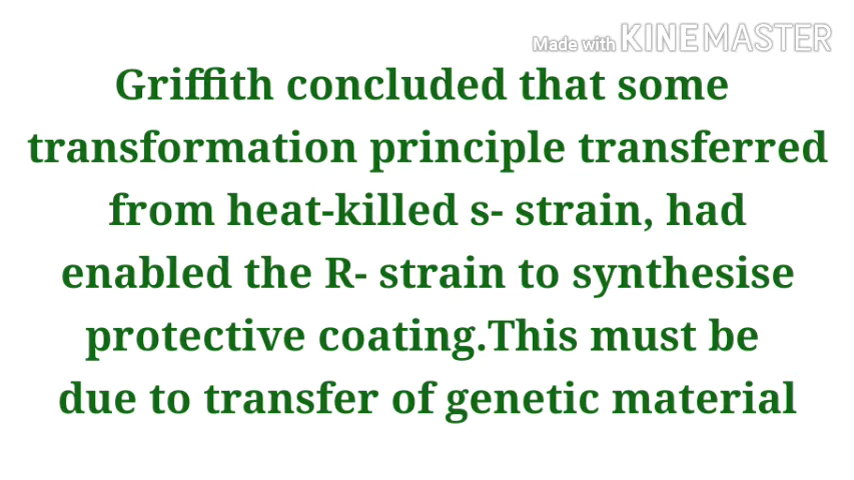 Made with KINEMASTER
Griffith concluded that some
transformation principle transferred
from heat-killed s- strain, had
enabled the R- strain to synthesise
protective coating.This must be
due to transfer of genetic material